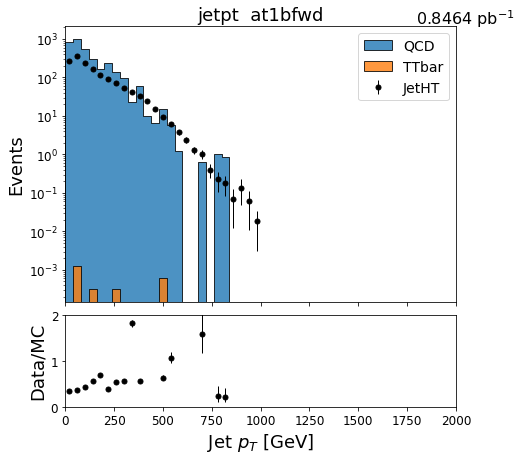 jetpt  at1bfwd
0.8464 pb⁻¹
QCD
TTbar
JetHT
Events
10³
10²
10¹
10⁰
10⁻¹
10⁻²
10⁻³
Data/MC
2
1
0
0 250 500 750 1000 1250 1500 1750 2000
Jet p_T [GeV]